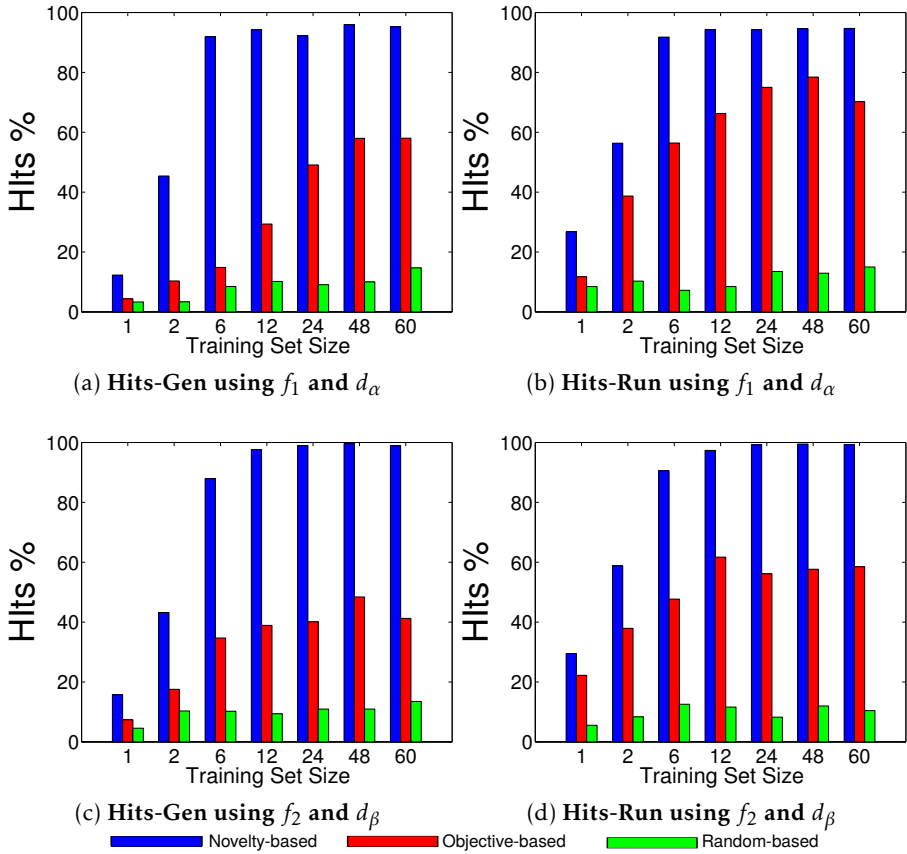 100
80
60
40
20
0
HIts %
1 2 6 12 24 48 60
Training Set Size
(a) Hits-Gen using f₁ and dα
100
80
60
40
20
0
HIts %
1 2 6 12 24 48 60
Training Set Size
(b) Hits-Run using f₁ and dα
100
80
60
40
20
0
HIts %
1 2 6 12 24 48 60
Training Set Size
(c) Hits-Gen using f₂ and dβ
100
80
60
40
20
0
HIts %
1 2 6 12 24 48 60
Training Set Size
(d) Hits-Run using f₂ and dβ
Novelty-based Objective-based Random-based